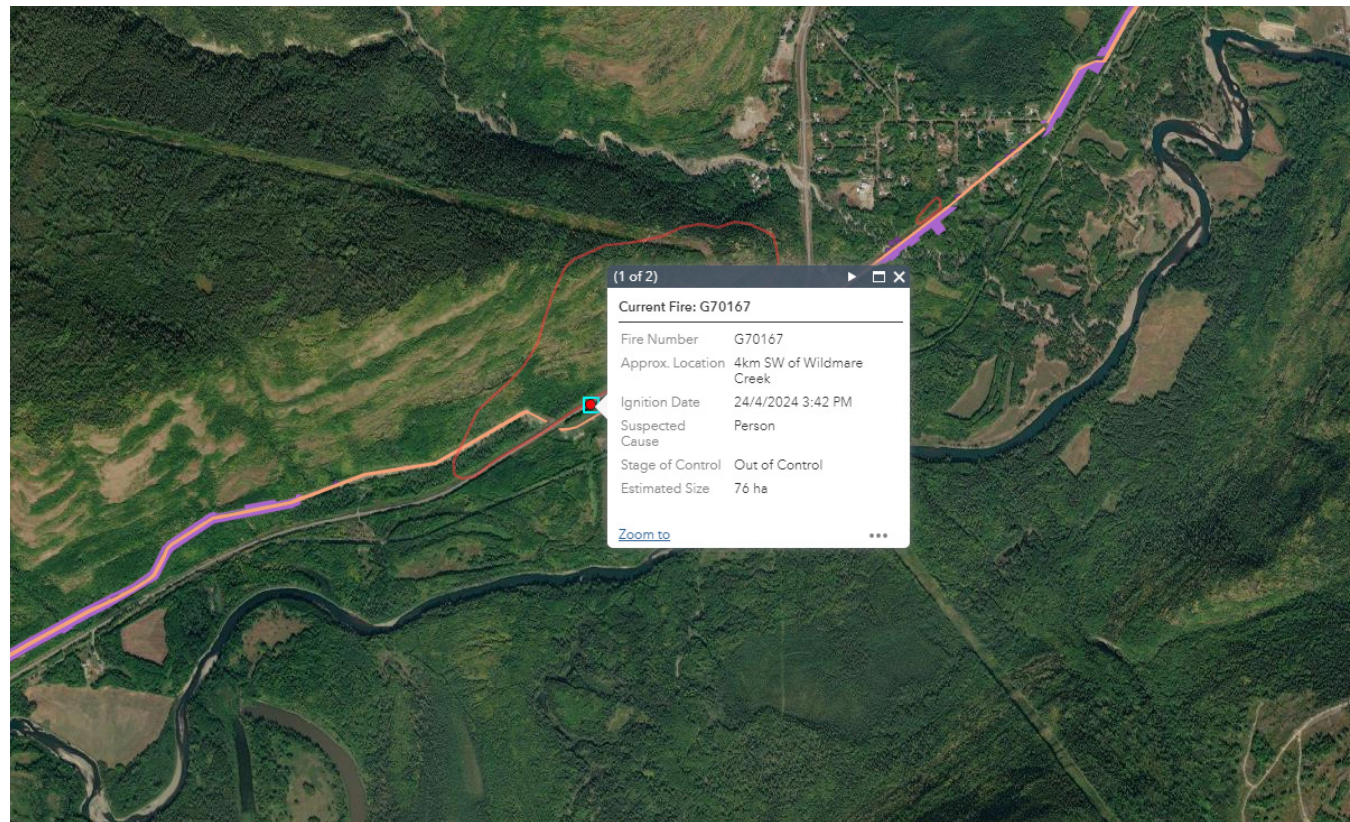 (1 of 2)
Current Fire: G70167
Fire Number G70167
Approx. Location 4km SW of Wildmare
Creek
Ignition Date 24/4/2024 3:42 PM
Suspected Person
Cause
Stage of Control Out of Control
Estimated Size 76 ha
Zoom to